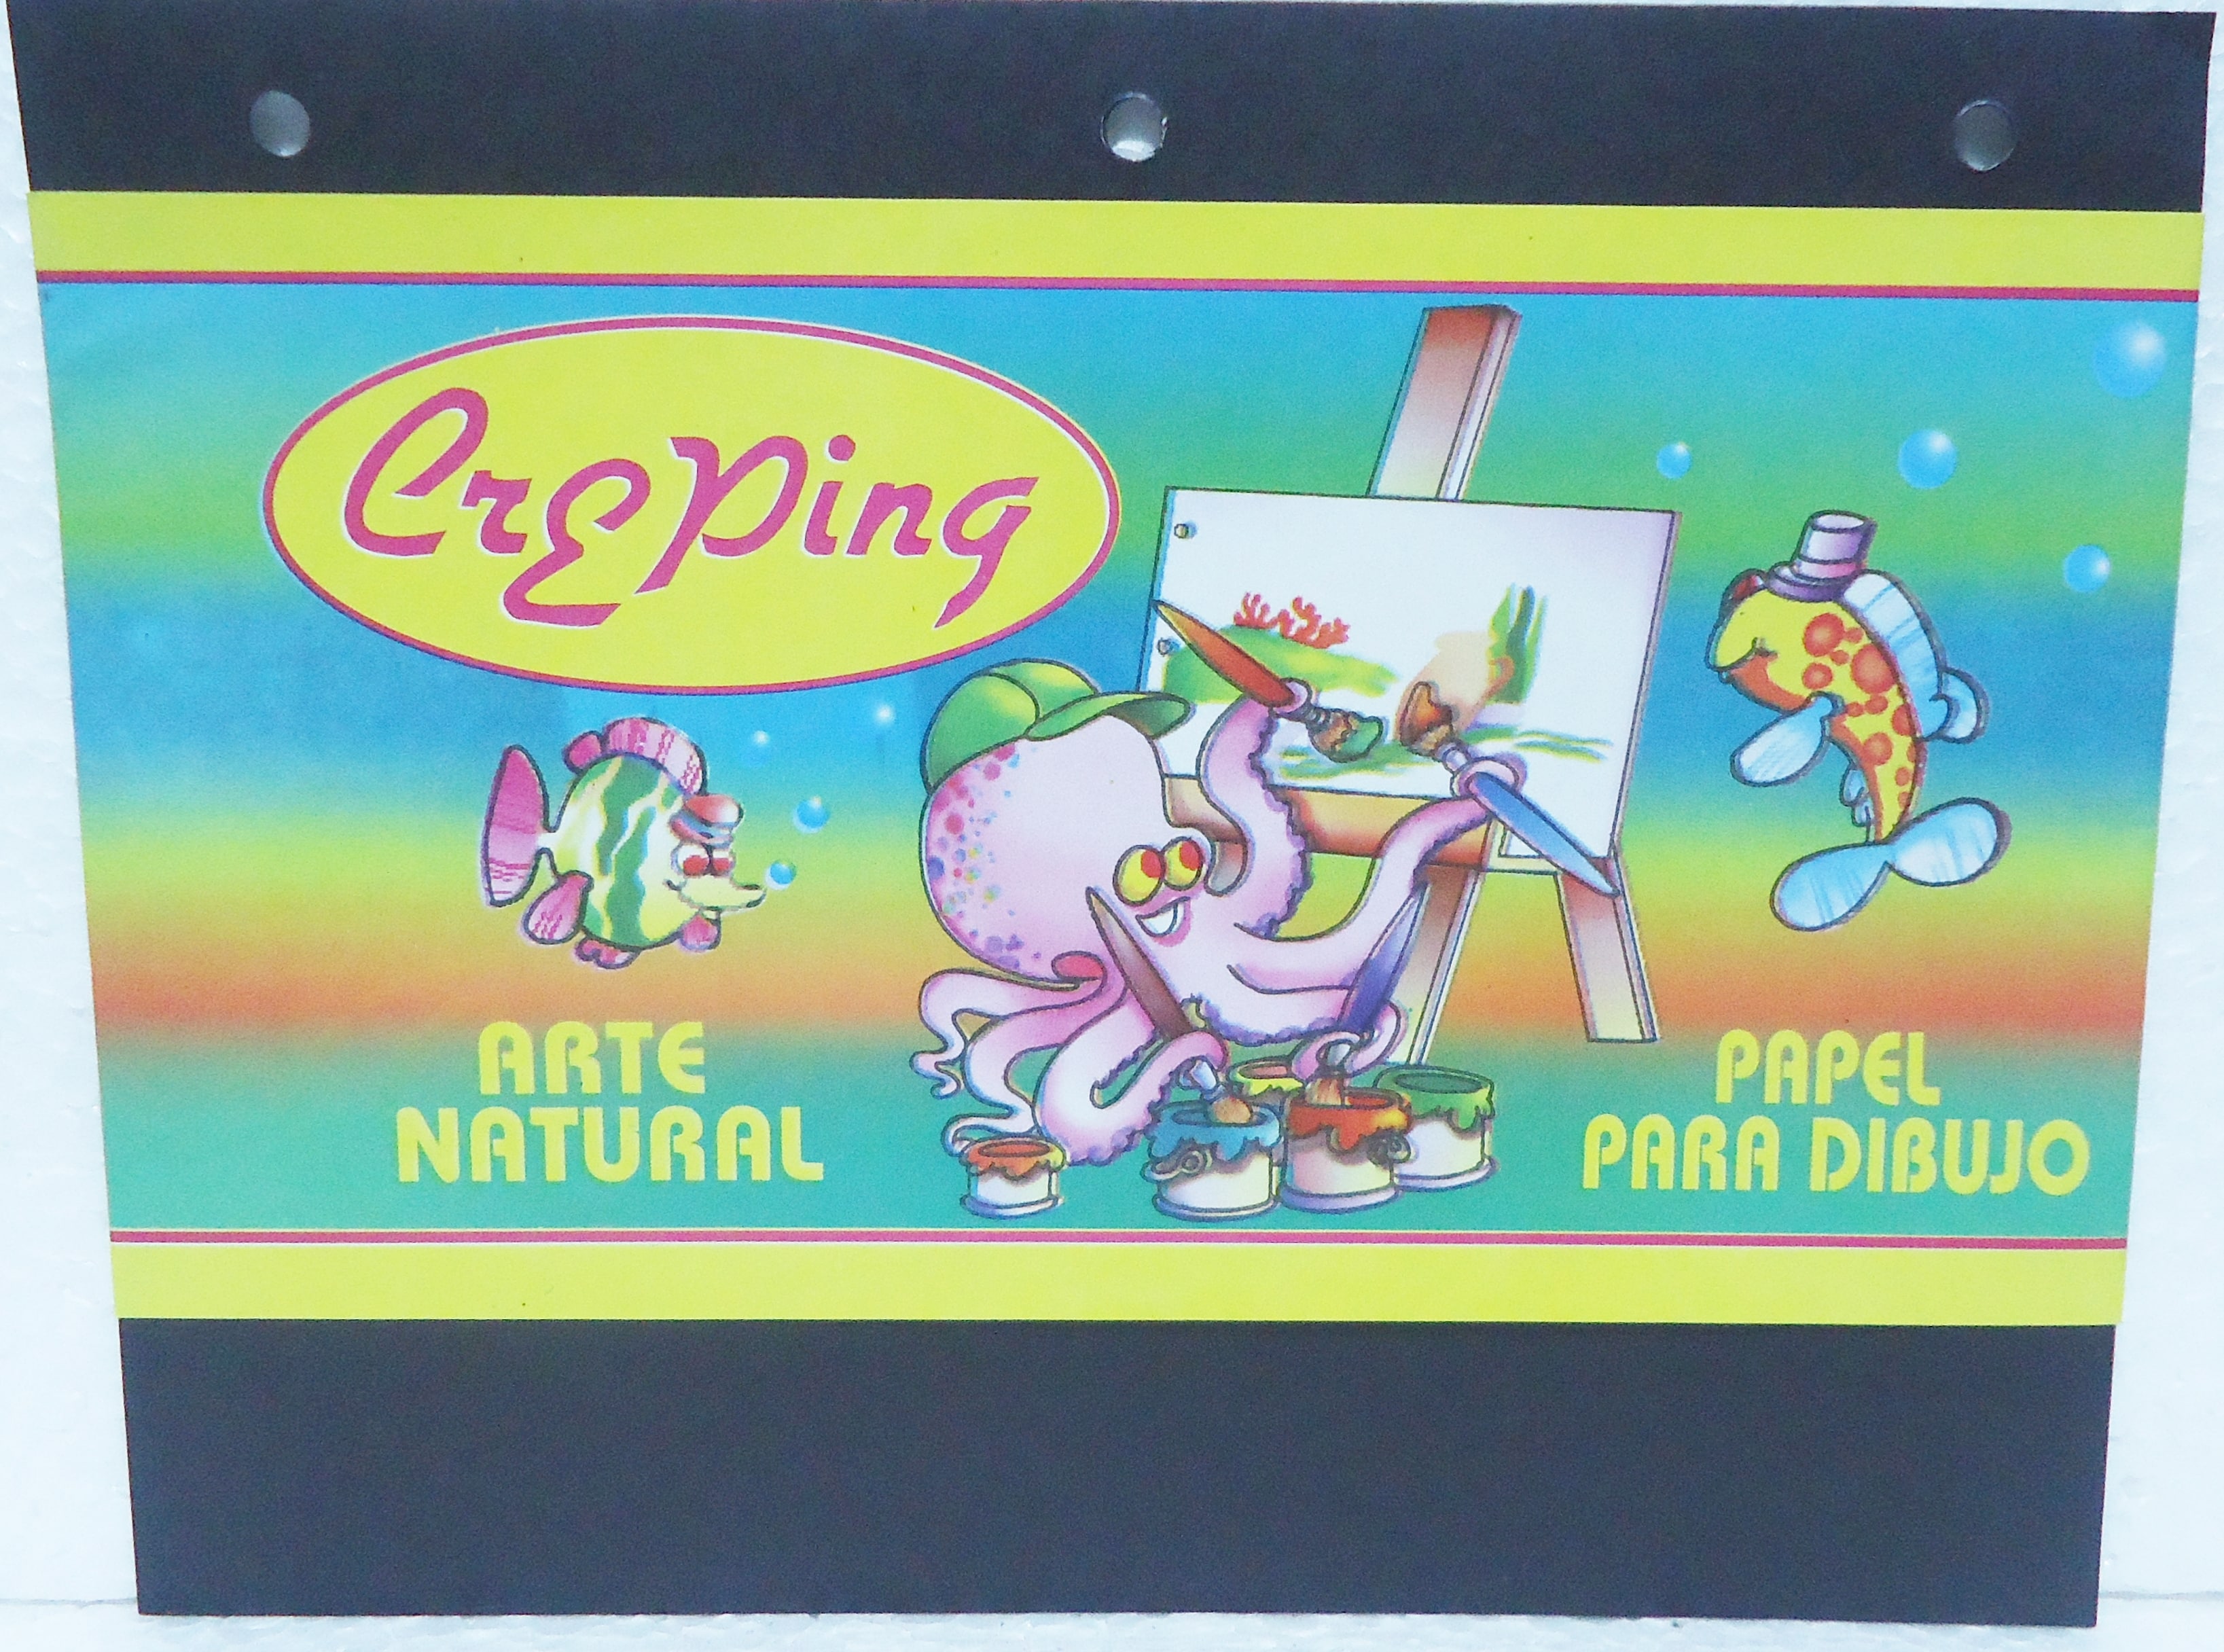 Creping
ARTE
NATURAL
PAPEL
PARA DIBUJO